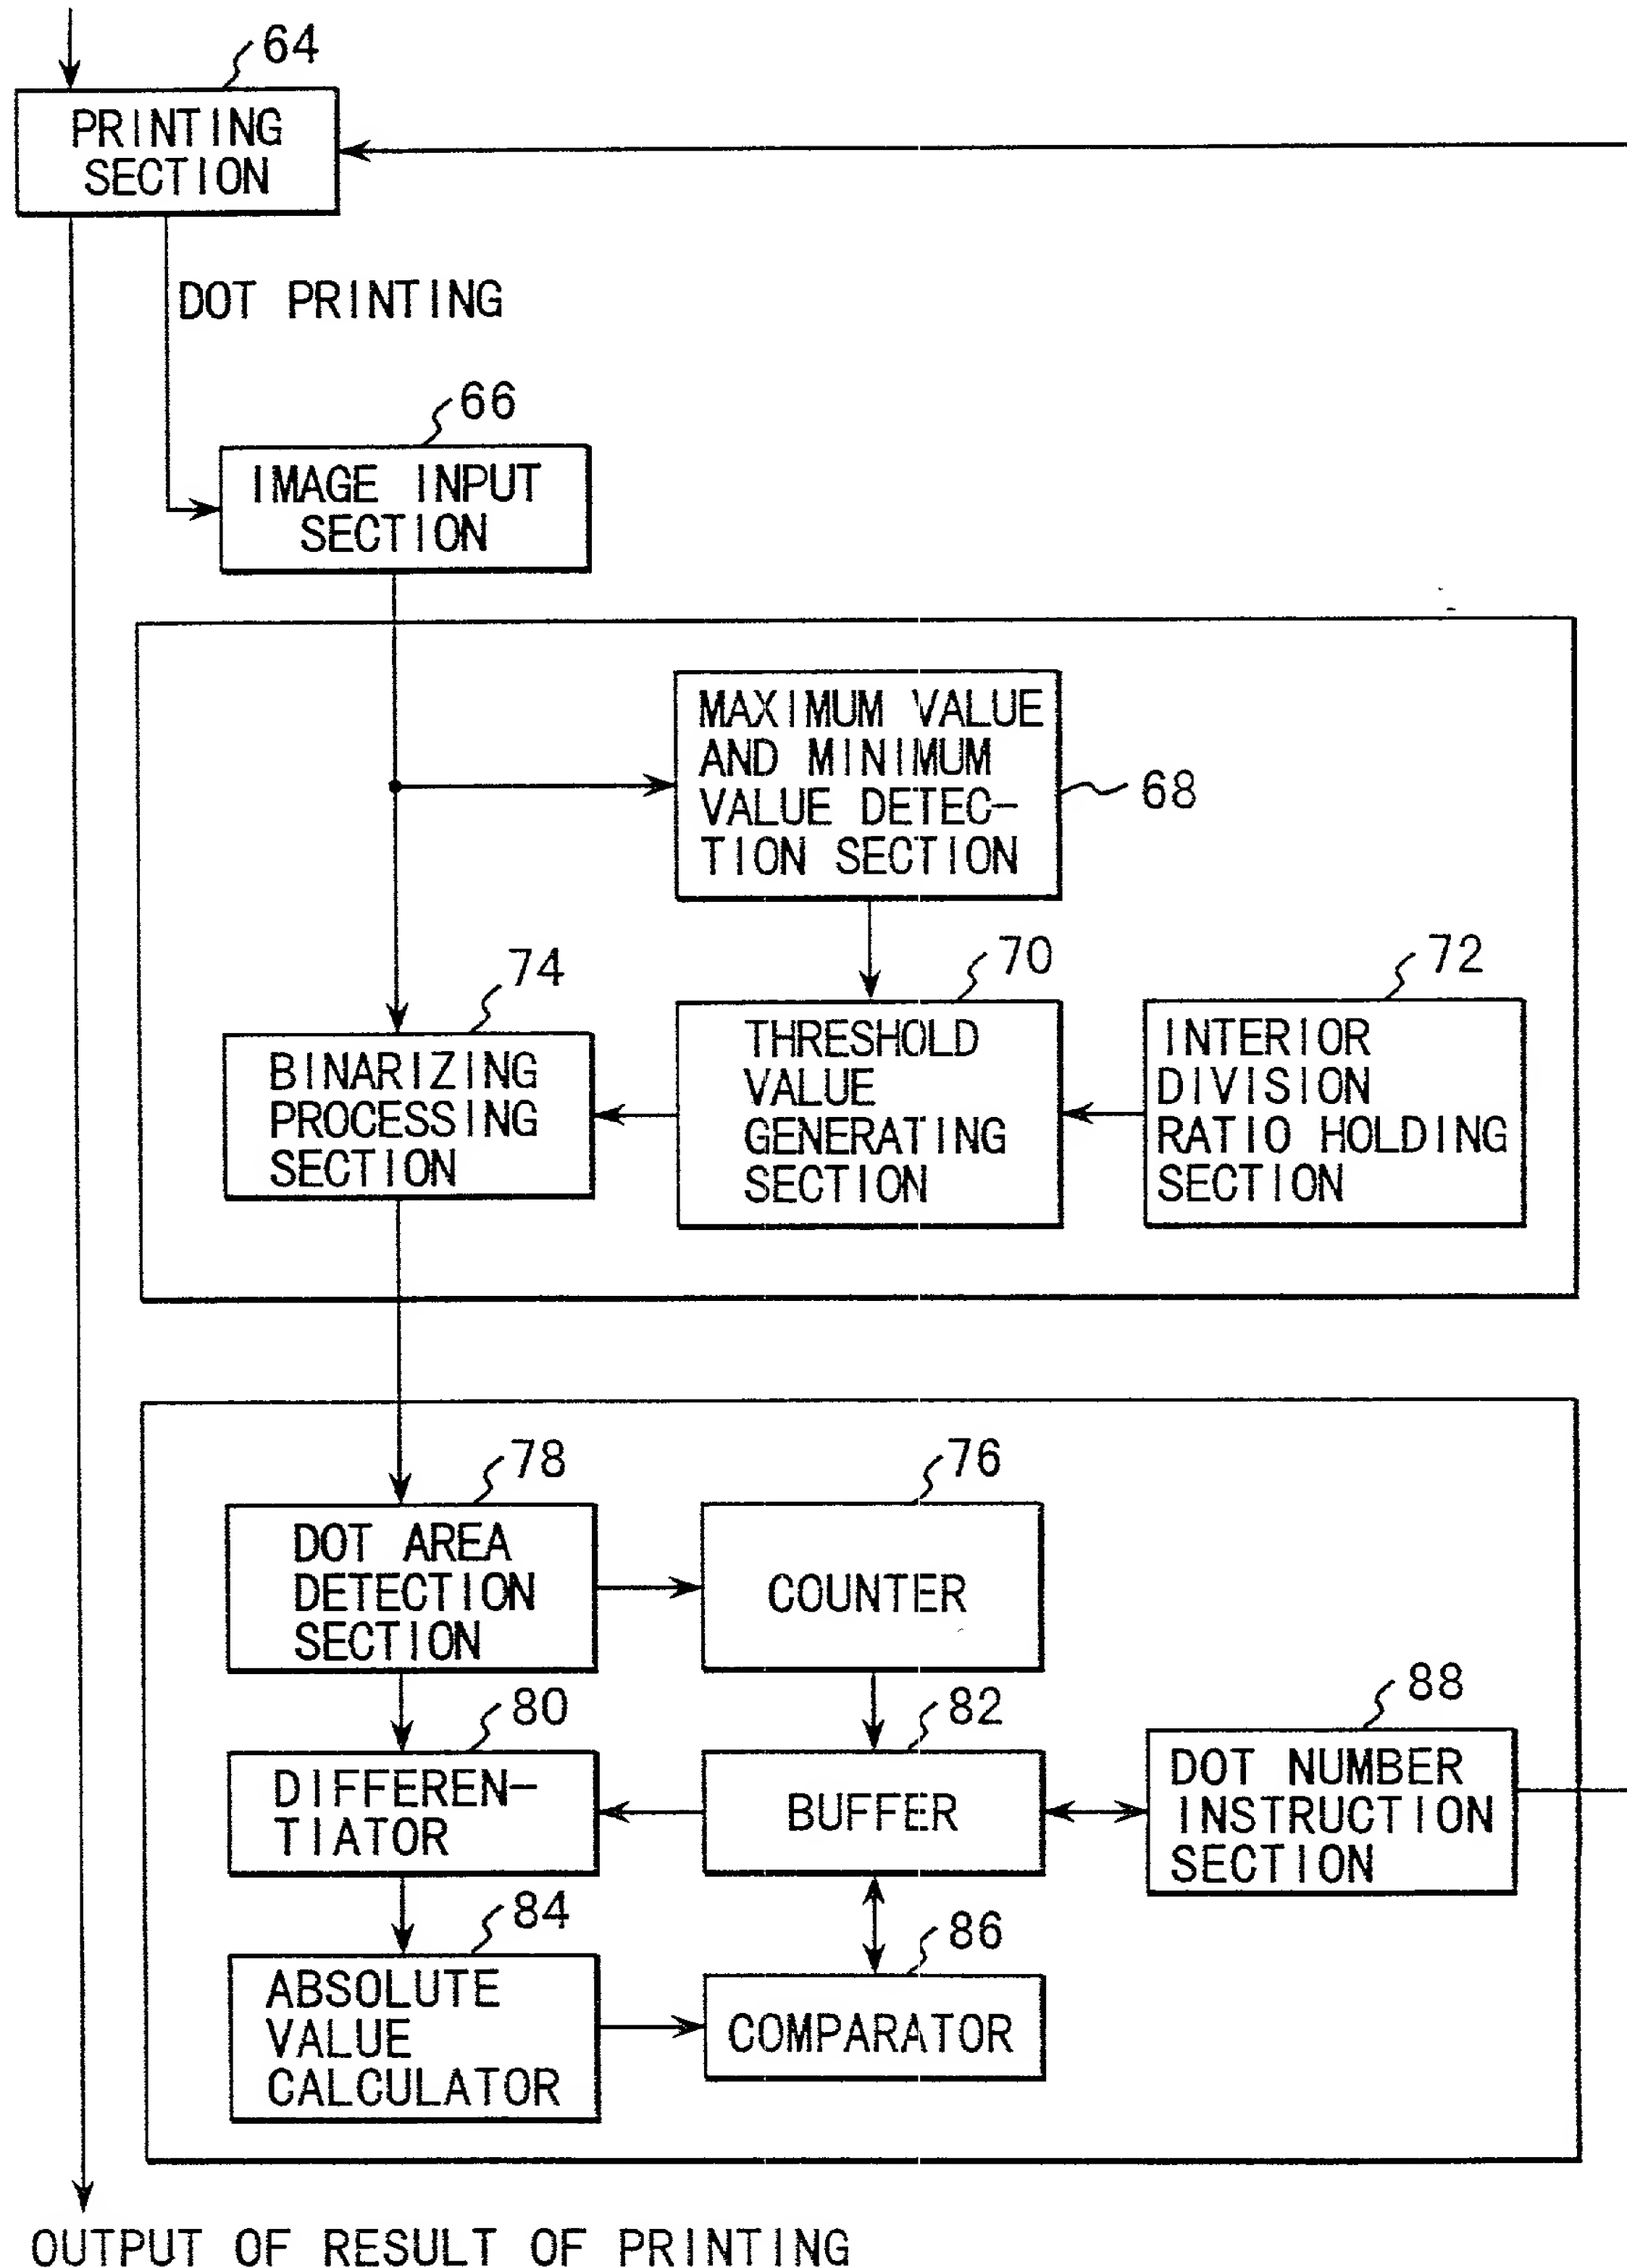 64
PRINTING
SECTION
DOT PRINTING
66
IMAGE INPUT
SECTION
MAXIMUM VALUE
AND MINIMUM
VALUE DETEC-
TION SECTION
68
74
BINARIZING
PROCESSING
SECTION
70
THRESHOLD
VALUE
GENERATING
SECTION
72
INTERIOR
DIVISION
RATIO HOLDING
SECTION
78
DOT AREA
DETECTION
SECTION
76
COUNTER
80
DIFFEREN-
TIATOR
82
BUFFER
88
DOT NUMBER
INSTRUCTION
SECTION
84
ABSOLUTE
VALUE
CALCULATOR
86
COMPARATOR
OUTPUT OF RESULT OF PRINTING